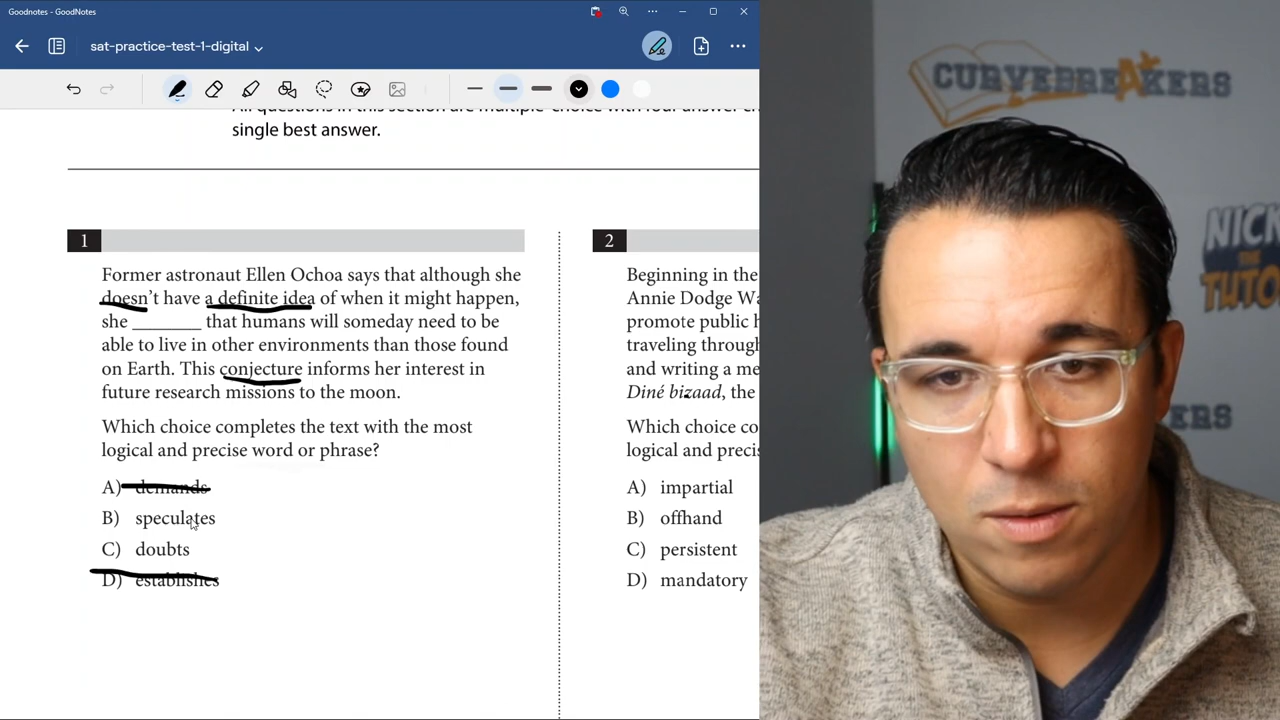 Goodnotes - GoodNotes
sat-practice-test-1-digital
single best answer.
1
Former astronaut Ellen Ochoa says that although she
doesn't have a definite idea of when it might happen,
she _______ that humans will someday need to be
able to live in other environments than those found
on Earth. This conjecture informs her interest in
future research missions to the moon.
Which choice completes the text with the most
logical and precise word or phrase?
A) demands
B) speculates
C) doubts
D) establishes
2
Beginning in the
Annie Dodge Wa
promote public h
traveling through
and writing a me
Diné bizaad, the
Which choice co
logical and preci
A) impartial
B) offhand
C) persistent
D) mandatory
CURVEBREAKERS
NICK
THE
TUTO
ERS